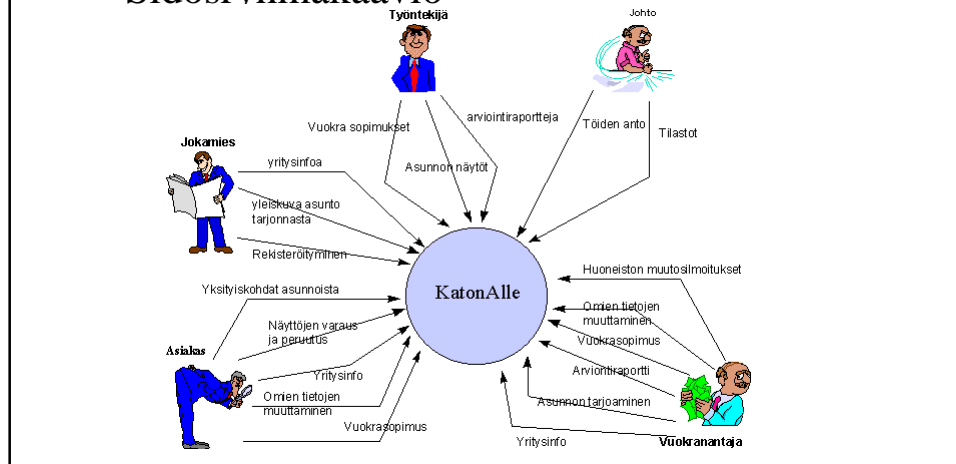 Sidosryhmäkaavio
Työntekijä
Johto
Vuokra sopimukset
arviointiraportteja
Töiden anto
Tilastot
Asunnon näytöt
Jokamies
yritysinfoa
yleiskuva asunto
tarjonnasta
Rekisteröityminen
KatonAlle
Yksityiskohdat asunnoista
Näyttöjen varaus
ja peruutus
Asiakas
Yritysinfo
Omien tietojen
muuttaminen
Vuokrasopimus
Huoneiston muutosilmoitukset
Omien tietojen
muuttaminen
Vuokrasopimus
Arviontiraportti
Asunnon tarjoaminen
Yritysinfo
Vuokranantaja